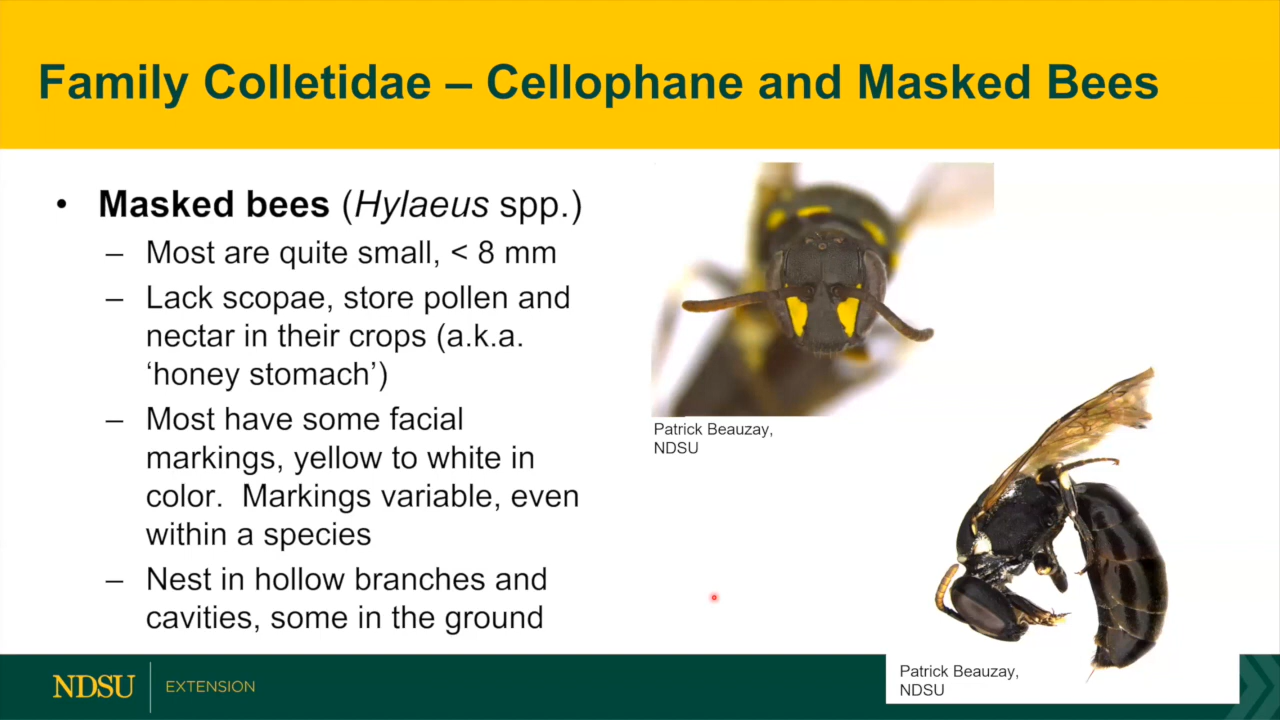 Family Colletidae – Cellophane and Masked Bees
• Masked bees (Hylaeus spp.)
– Most are quite small, < 8 mm
– Lack scopae, store pollen and
nectar in their crops (a.k.a.
‘honey stomach’)
– Most have some facial
markings, yellow to white in
color.  Markings variable, even
within a species
– Nest in hollow branches and
cavities, some in the ground
Patrick Beauzay,
NDSU
Patrick Beauzay,
NDSU
NDSU EXTENSION